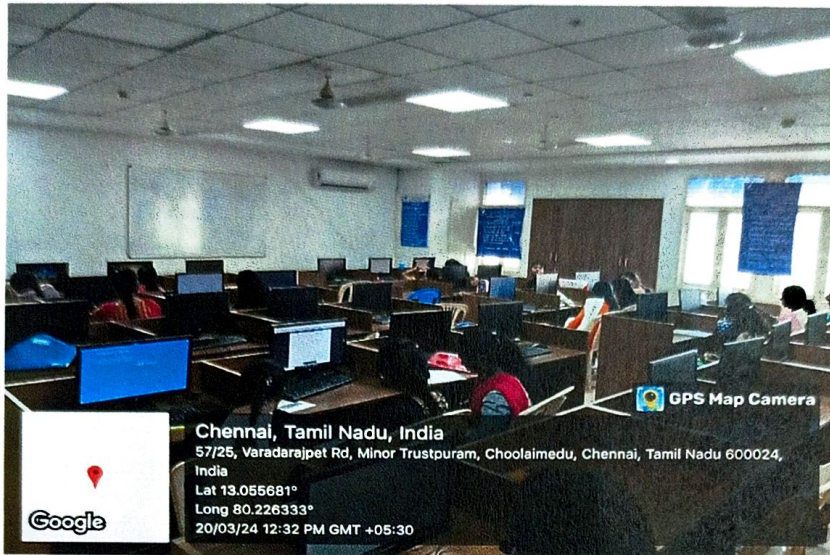 GPS Map Camera
Chennai, Tamil Nadu, India
57/25, Varadarajpet Rd, Minor Trustpuram, Choolaimedu, Chennai, Tamil Nadu 600024,
India
Lat 13.055681°
Long 80.226333°
20/03/24 12:32 PM GMT +05:30
Google